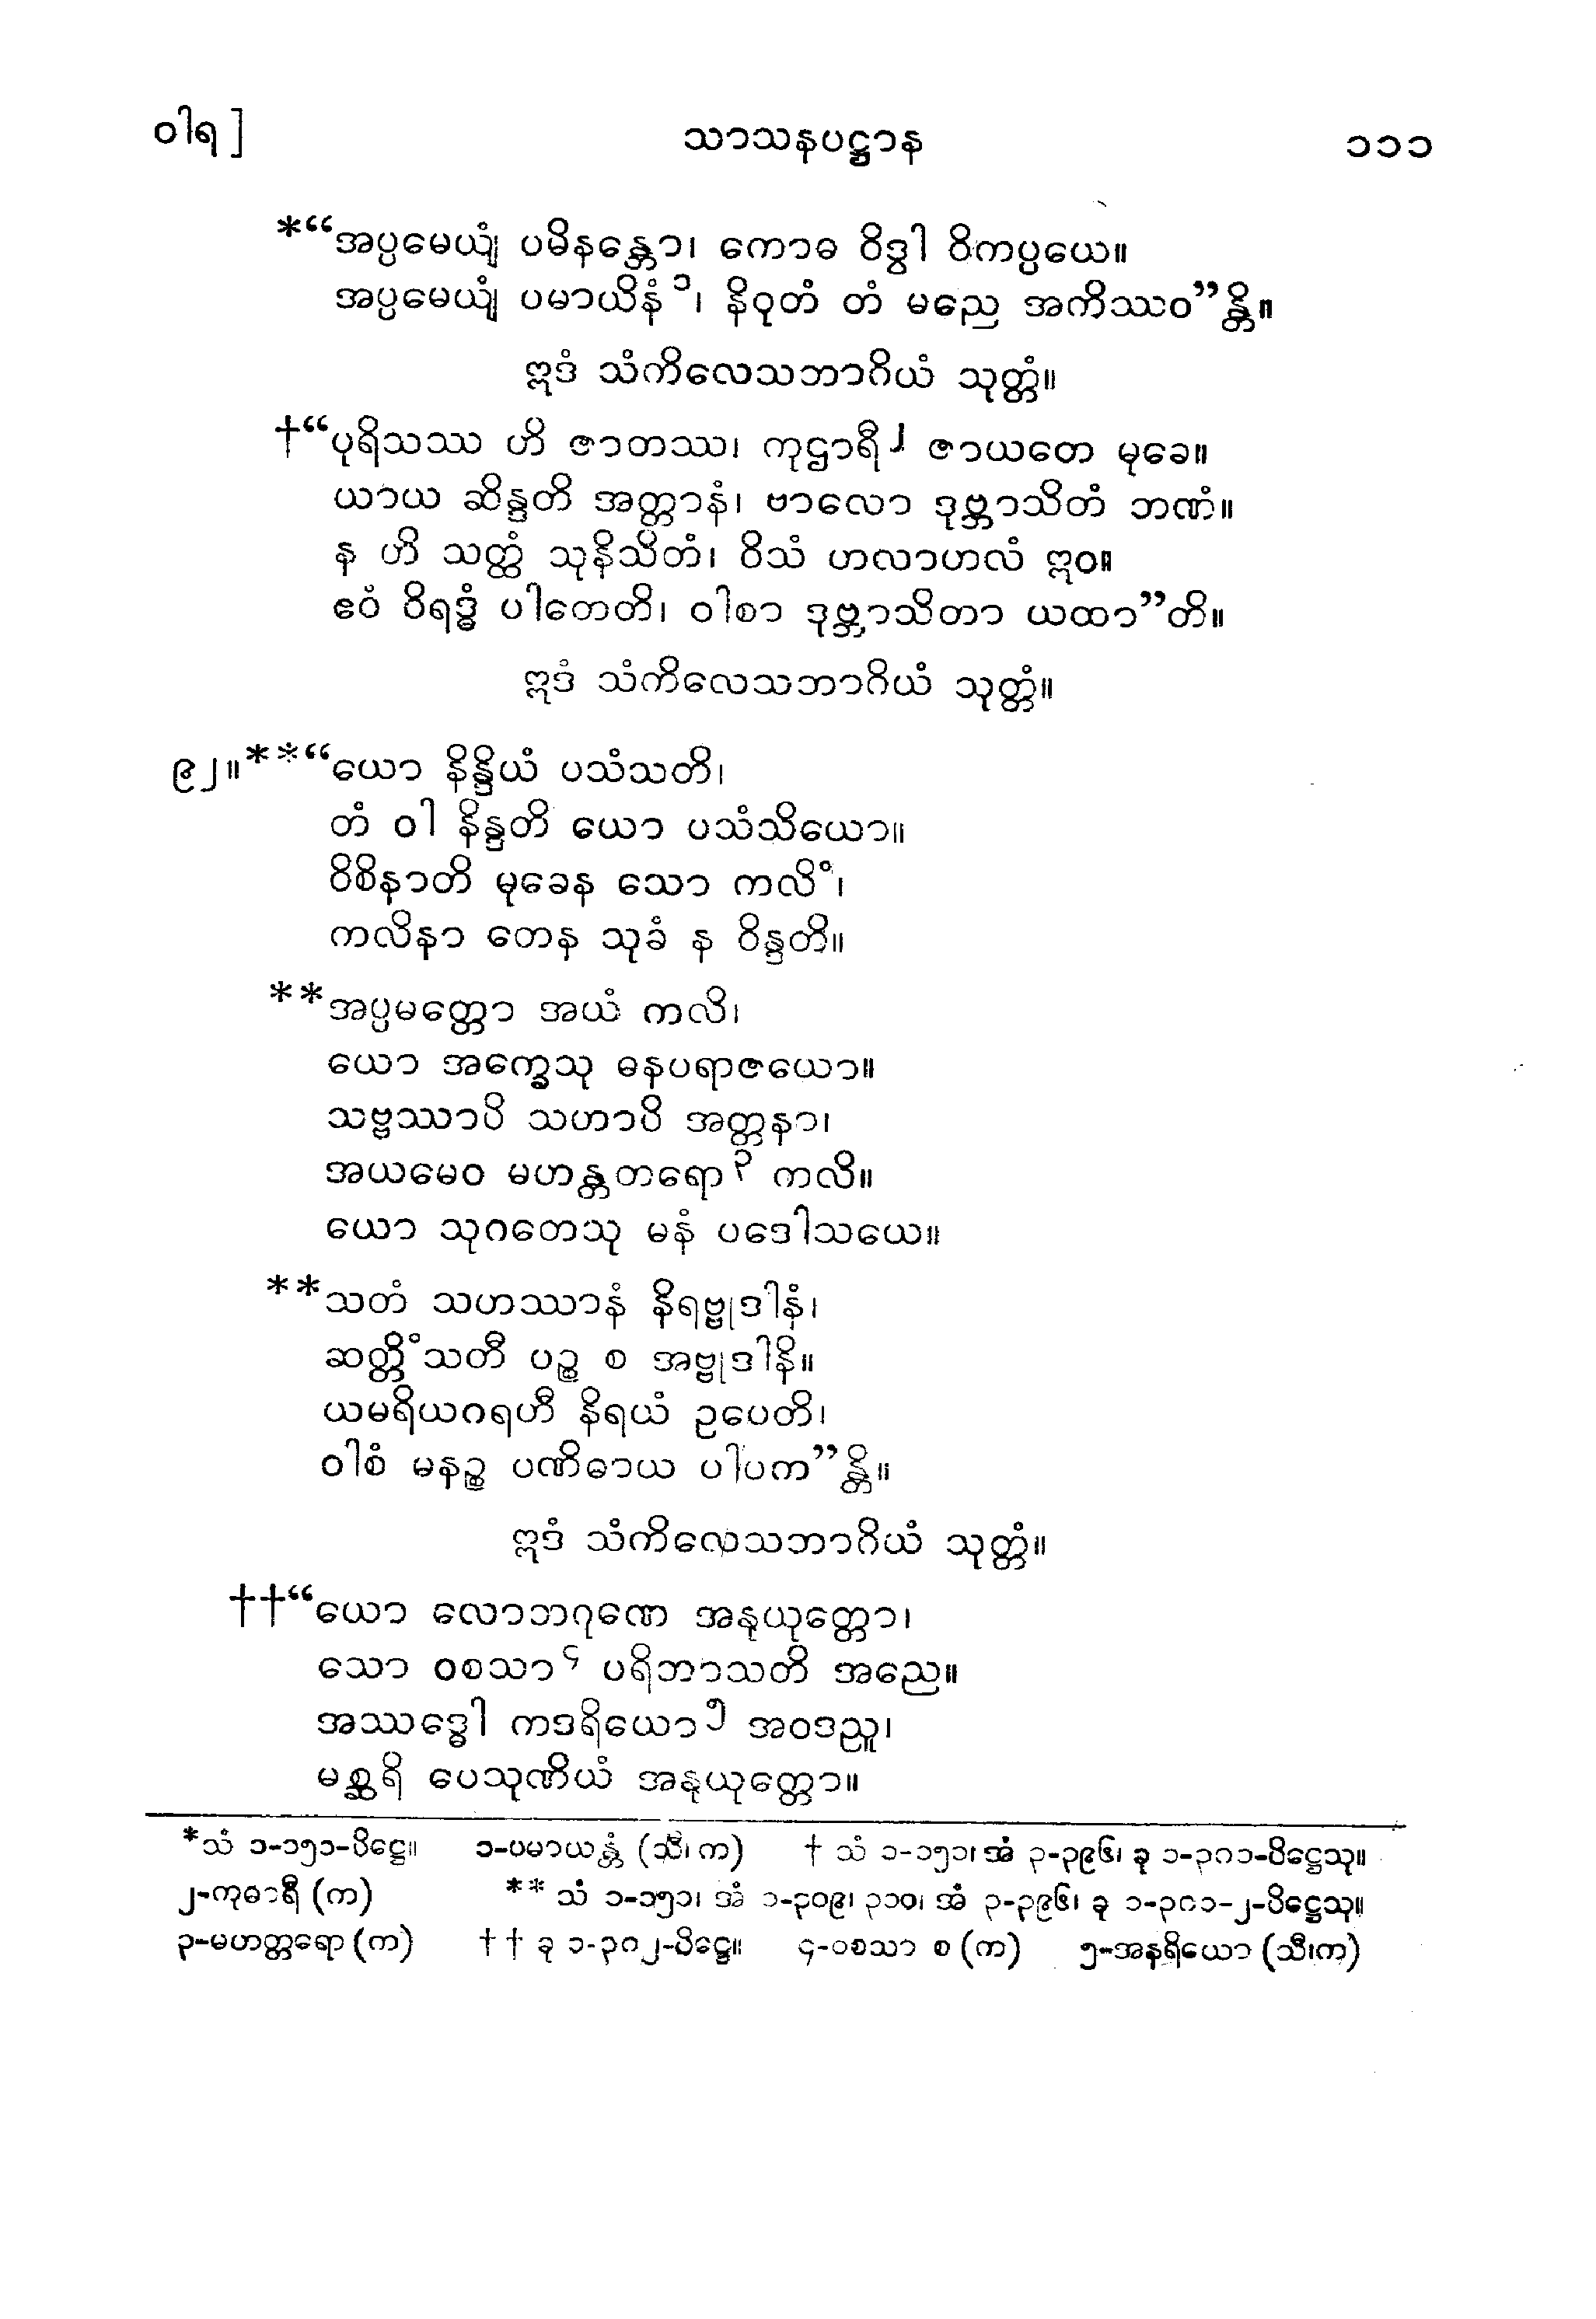 ဝါရ]
သာသနပဋ္ဌာန
၁၁၁
*“အပ္ပမေယျံ ပမိနန္တော၊ ကောဓ ဝိဒွါ ဝိကပ္ပယေ။
အပ္ပမေယျံ ပမာယိနံ ၁၊ နိဝုတံ တံ မညေ အကိဿဝ”န္တိ။
ဣဒံ သံကိလေသဘာဂိယံ သုတ္တံ။
†“ပုရိသဿ ဟိ ဇာတဿ၊ ကုဌာရီ ၂ ဇာယတေ မုခေ။
ယာယ ဆိန္ဒတိ အတ္တာနံ၊ ဗာလော ဒုဗ္ဘာသိတံ ဘဏံ။
န ဟိ သတ္ထံ သုနိသိတံ၊ ဝိသံ ဟလာဟလံ ဣဝ။
ဧဝံ ဝိရဒ္ဓံ ပါတေတိ၊ ဝါစာ ဒုဗ္ဘာသိတာ ယထာ”တိ။
ဣဒံ သံကိလေသဘာဂိယံ သုတ္တံ။
၉၂။**“ယော နိန္ဒိယံ ပသံသတိ၊
တံ ဝါ နိန္ဒတိ ယော ပသံသိယော။
ဝိစိနာတိ မုခေန သော ကလိံ၊
ကလိနာ တေန သုခံ န ဝိန္ဒတိ။
**အပ္ပမတ္တော အယံ ကလိ၊
ယော အက္ခေသု ဓနပရာဇယော။
သဗ္ဗဿာပိ သဟာပိ အတ္တနာ၊
အယမေဝ မဟန္တတရော ၃ ကလိ။
ယော သုဂတေသု မနံ ပဒေါသယေ။
**သတံ သဟဿာနံ နိရဗ္ဗုဒါနံ၊
ဆတ္တိံသတီ ပဉ္စ စ အဗ္ဗုဒါနိ။
ယမရိယဂရဟီ နိရယံ ဥပေတိ၊
ဝါစံ မနဉ္စ ပဏိဓာယ ပါပက”န္တိ။
ဣဒံ သံကိလေသဘာဂိယံ သုတ္တံ။
††“ယော လောဘဂုဏေ အနုယုတ္တော၊
သော ဝစသာ ၄ ပရိဘာသတိ အညေ။
အဿဒ္ဓေါ ကဒရိယော ၅ အဝဒညူ၊
မစ္ဆရိ ပေသုဏိယံ အနုယုတ္တော။
*သံ ၁-၁၅၁-ပိဋ္ဌေ။ ၁-ပမာယန္တံ (သီ၊ က) † သံ ၁-၁၅၁၊ အံ ၃-၃၉၆၊ ခု ၁-၃၈၁-ပိဋ္ဌေသု။
၂-ကုဓာရီ (က) ** သံ ၁-၁၅၁၊ အံ ၁-၃၀၉၊ ၃၁၀၊ အံ ၃-၃၉၆၊ ခု ၁-၃၈၁-၂-ပိဋ္ဌေသု။
၃-မဟတ္တရော (က) †† ခု ၁-၃၈၂-ပိဋ္ဌေ။ ၄-ဝစသာ စ (က) ၅-အနရိယော (သီ၊က)